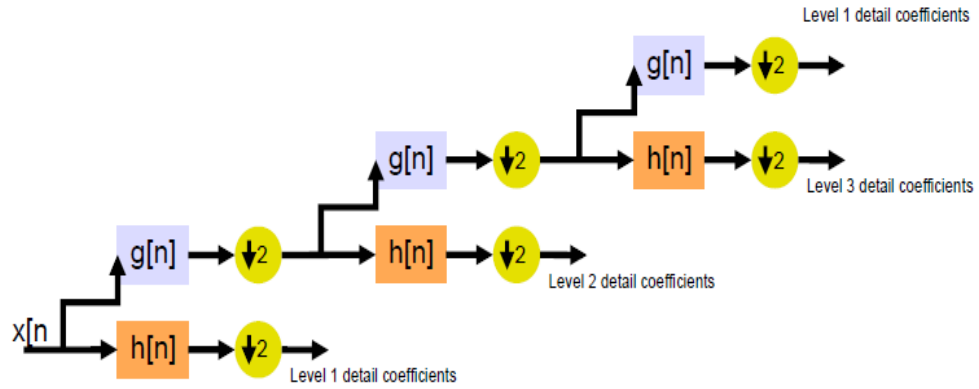 Level 1 detail coefficients
g[n] ↓2
g[n] ↓2 h[n] ↓2
Level 3 detail coefficients
g[n] ↓2 h[n] ↓2
Level 2 detail coefficients
x[n h[n] ↓2
Level 1 detail coefficients